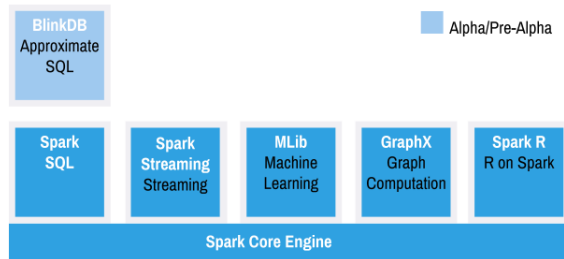 BlinkDB
Approximate
SQL
Alpha/Pre-Alpha
Spark
SQL
Spark
Streaming
Streaming
MLib
Machine
Learning
GraphX
Graph
Computation
Spark R
R on Spark
Spark Core Engine